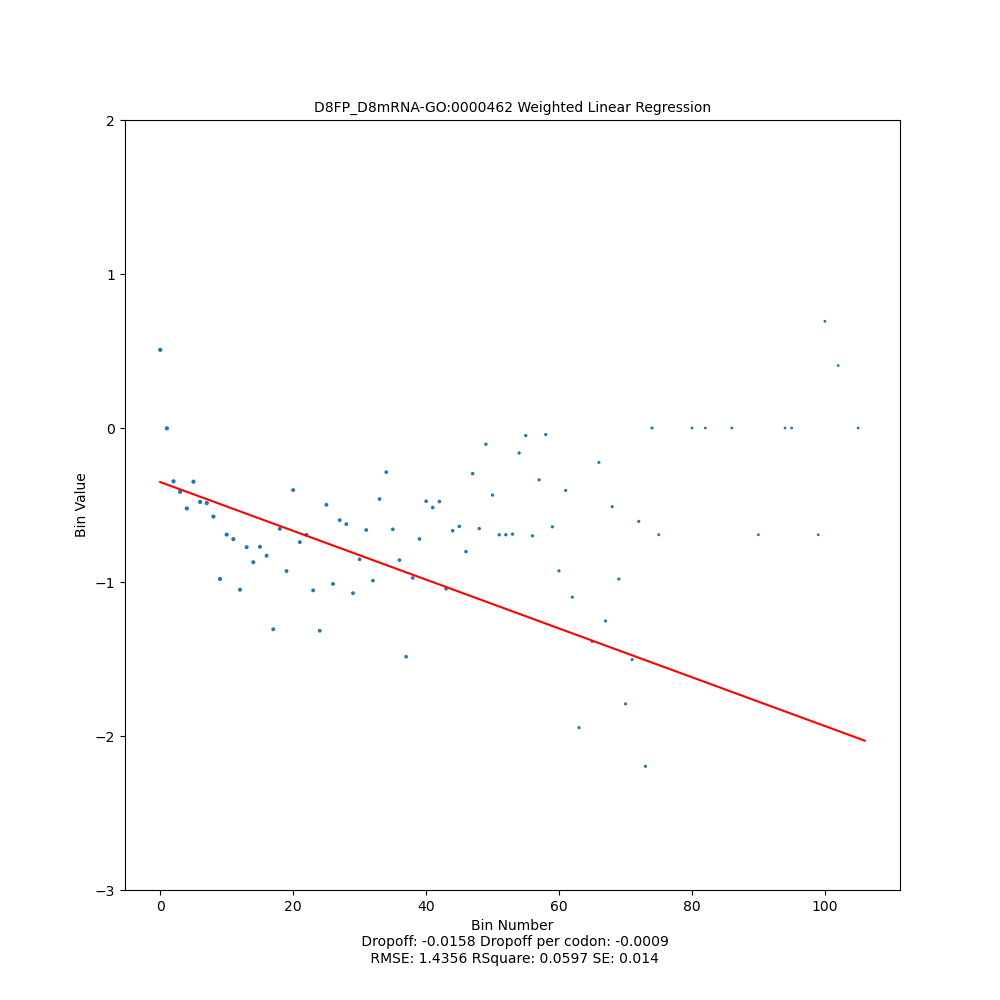 D8FP_D8mRNA-GO:0000462 Weighted Linear Regression
2
1
0
−1
−2
−3
Bin Value
0 20 40 60 80 100
Bin Number
Dropoff: -0.0158 Dropoff per codon: -0.0009
RMSE: 1.4356 RSquare: 0.0597 SE: 0.014